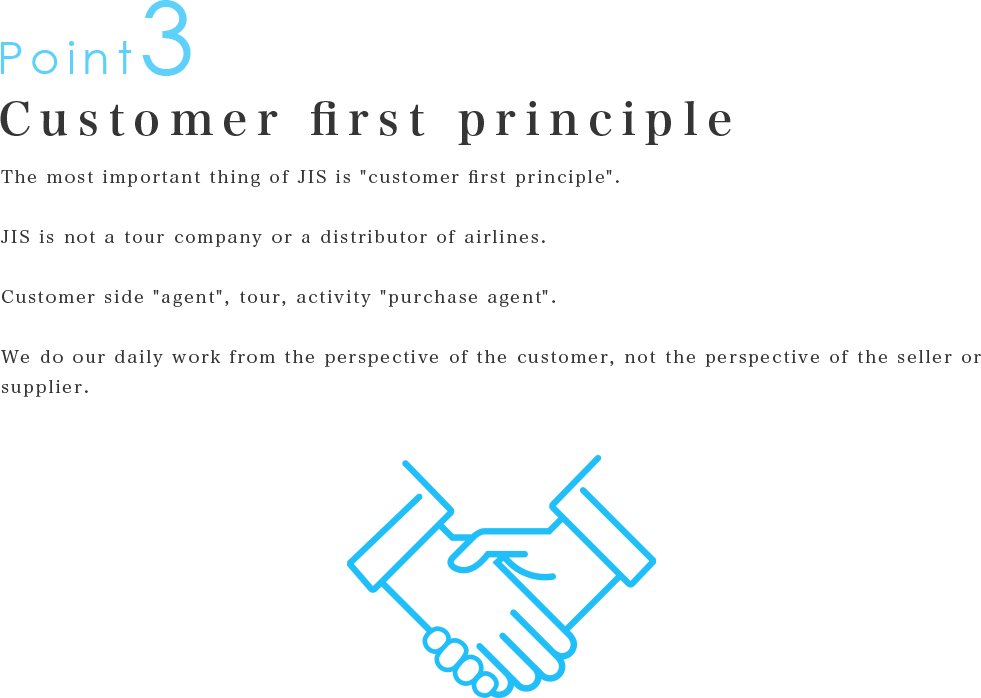 Point3
Customer first principle
The most important thing of JIS is "customer first principle".
JIS is not a tour company or a distributor of airlines.
Customer side "agent", tour, activity "purchase agent".
We do our daily work from the perspective of the customer, not the perspective of the seller or
supplier.